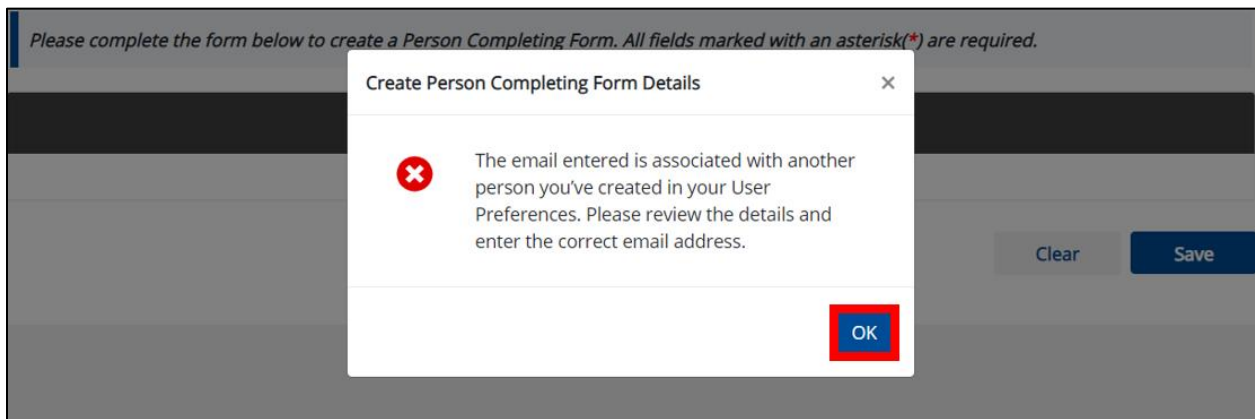 Please complete the form below to create a Person Completing Form. All fields marked with an asterisk(*) are required.
Create Person Completing Form Details ×
The email entered is associated with another
person you've created in your User
Preferences. Please review the details and
enter the correct email address.
Clear Save
OK